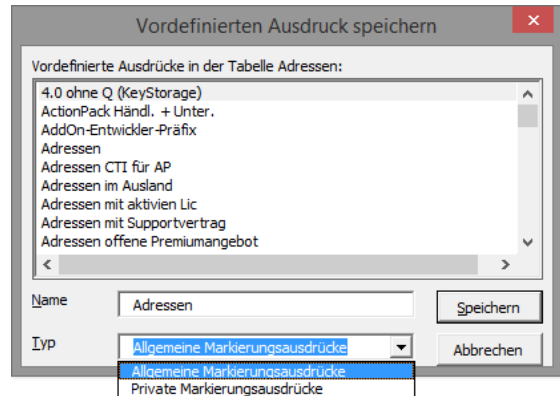 Vordefinierten Ausdruck speichern
Vordefinierte Ausdrücke in der Tabelle Adressen:
4.0 ohne Q (KeyStorage)
ActionPack Händl. + Unter.
AddOn-Entwickler-Präfix
Adressen
Adressen CTI für AP
Adressen im Ausland
Adressen mit aktivien Lic
Adressen mit Supportvertrag
Adressen offene Premiumangebot
Name Adressen Speichern
Typ Allgemeine Markierungsausdrücke Abbrechen
Allgemeine Markierungsausdrücke
Private Markierungsausdrücke